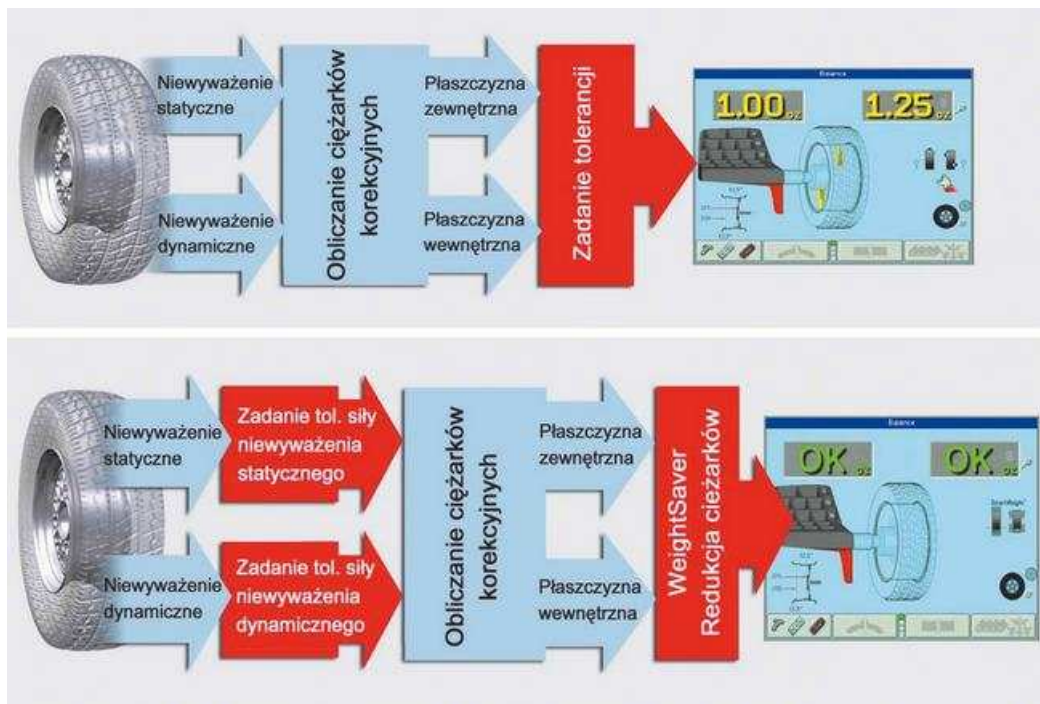 Niewyważenie
statyczne
Niewyważenie
dynamiczne
Obliczanie ciężarków
korekcyjnych
Płaszczyzna
zewnętrzna
Płaszczyzna
wewnętrzna
Zadanie tolerancji
Balance
1.00 oz
1.25 oz
Niewyważenie
statyczne
Niewyważenie
dynamiczne
Zadanie tol. siły
niewyważenia
statycznego
Zadanie tol. siły
niewyważenia
dynamicznego
Obliczanie ciężarków
korekcyjnych
Płaszczyzna
zewnętrzna
Płaszczyzna
wewnętrzna
WeightSaver
Redukcja cieżarków
Balance
OK oz
OK oz